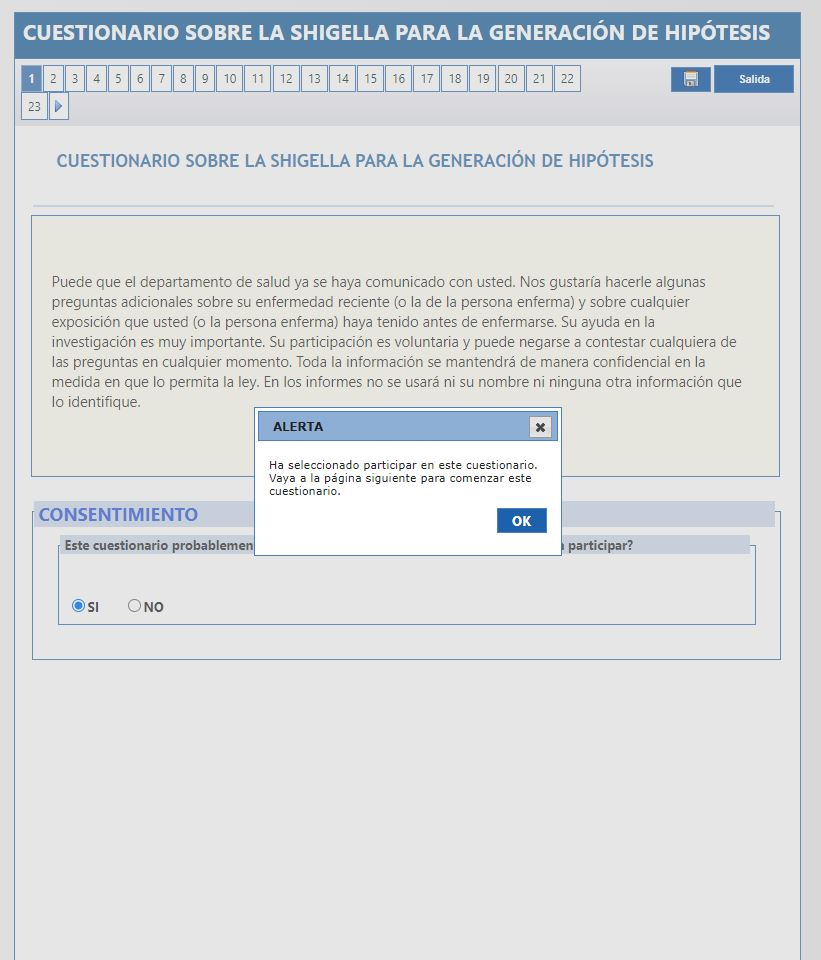 CUESTIONARIO SOBRE LA SHIGELLA PARA LA GENERACIÓN DE HIPÓTESIS
1 2 3 4 5 6 7 8 9 10 11 12 13 14 15 16 17 18 19 20 21 22
Salida
23
CUESTIONARIO SOBRE LA SHIGELLA PARA LA GENERACIÓN DE HIPÓTESIS
Puede que el departamento de salud ya se haya comunicado con usted. Nos gustaría hacerle algunas
preguntas adicionales sobre su enfermedad reciente (o la de la persona enferma) y sobre cualquier
exposición que usted (o la persona enferma) haya tenido antes de enfermarse. Su ayuda en la
investigación es muy importante. Su participación es voluntaria y puede negarse a contestar cualquiera de
las preguntas en cualquier momento. Toda la información se mantendrá de manera confidencial en la
medida en que lo permita la ley. En los informes no se usará ni su nombre ni ninguna otra información que
lo identifique.
ALERTA
Ha seleccionado participar en este cuestionario.
Vaya a la página siguiente para comenzar este
cuestionario.
OK
CONSENTIMIENTO
Este cuestionario participar?
SI NO